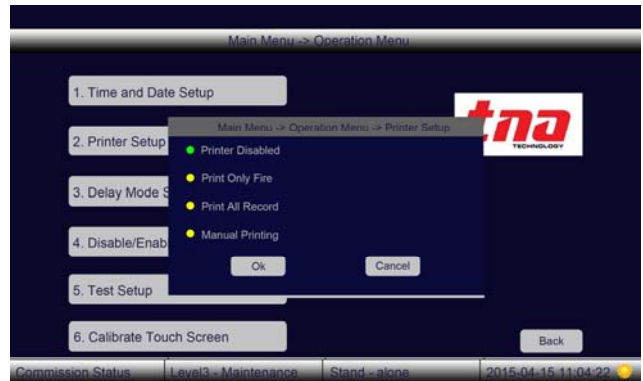 Main Menu -> Operation Menu
1. Time and Date Setup
2. Printer Setup
3. Delay Mode S
4. Disable/Enab
5. Test Setup
6. Calibrate Touch Screen
tna
TECHNOLOGY
Main Menu -> Operation Menu -> Printer Setup
Printer Disabled
Print Only Fire
Print All Record
Manual Printing
Ok Cancel
Back
Commission Status Level3 - Maintenance Stand - alone 2015-04-15 11:04:22